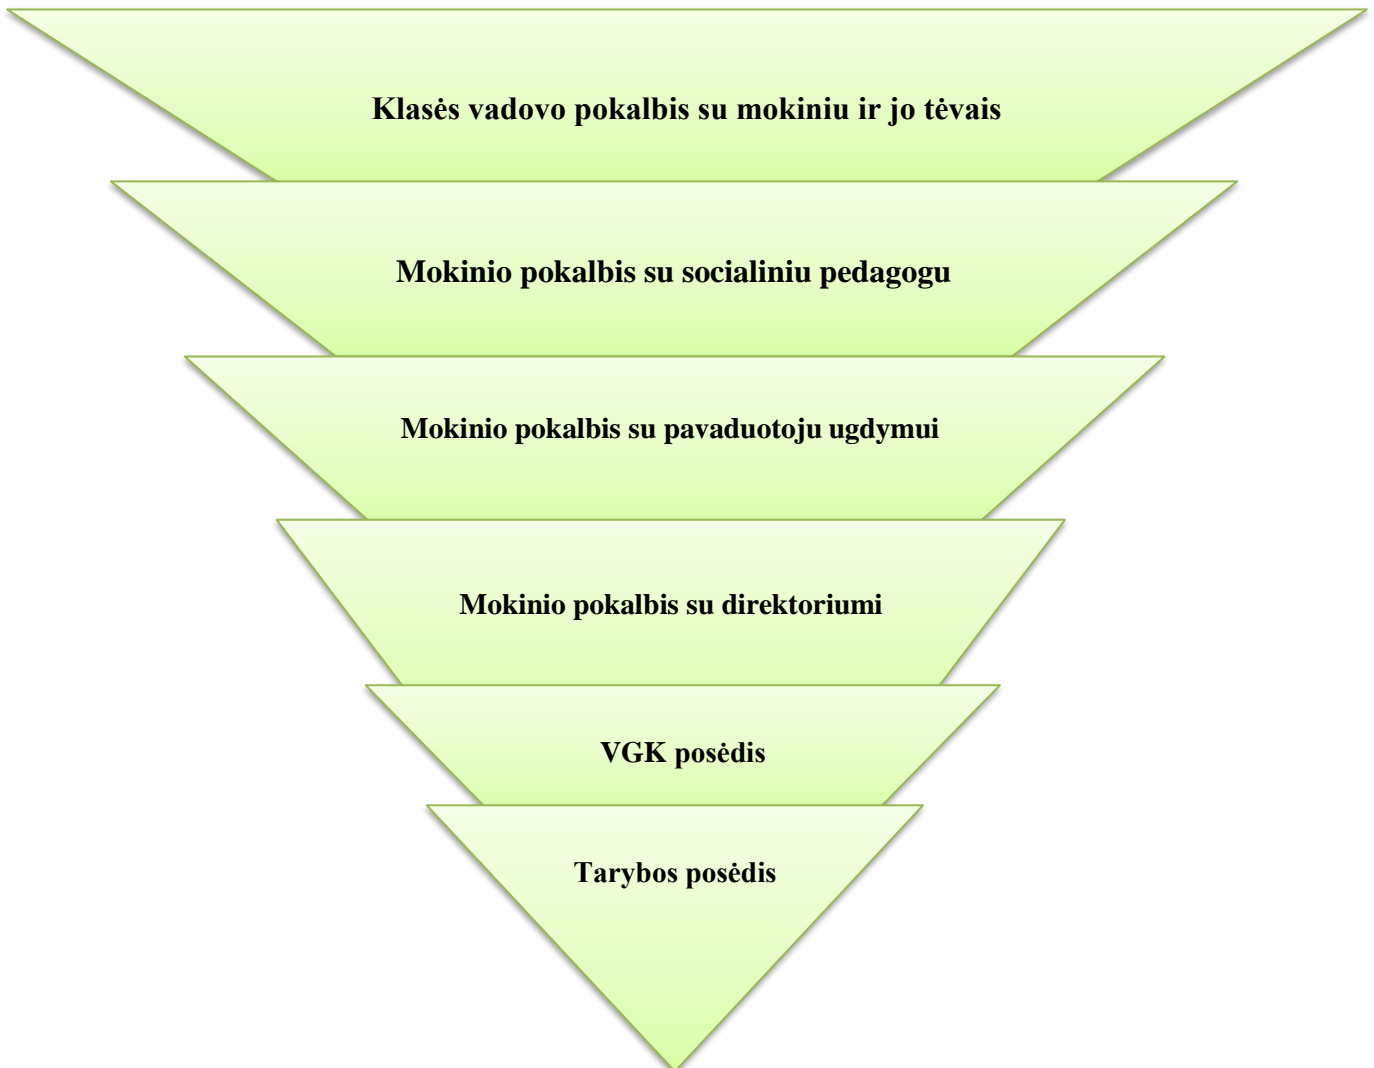 Klasės vadovo pokalbis su mokiniu ir jo tėvais
Mokinio pokalbis su socialiniu pedagogu
Mokinio pokalbis su pavaduotoju ugdymui
Mokinio pokalbis su direktoriumi
VGK posėdis
Tarybos posėdis